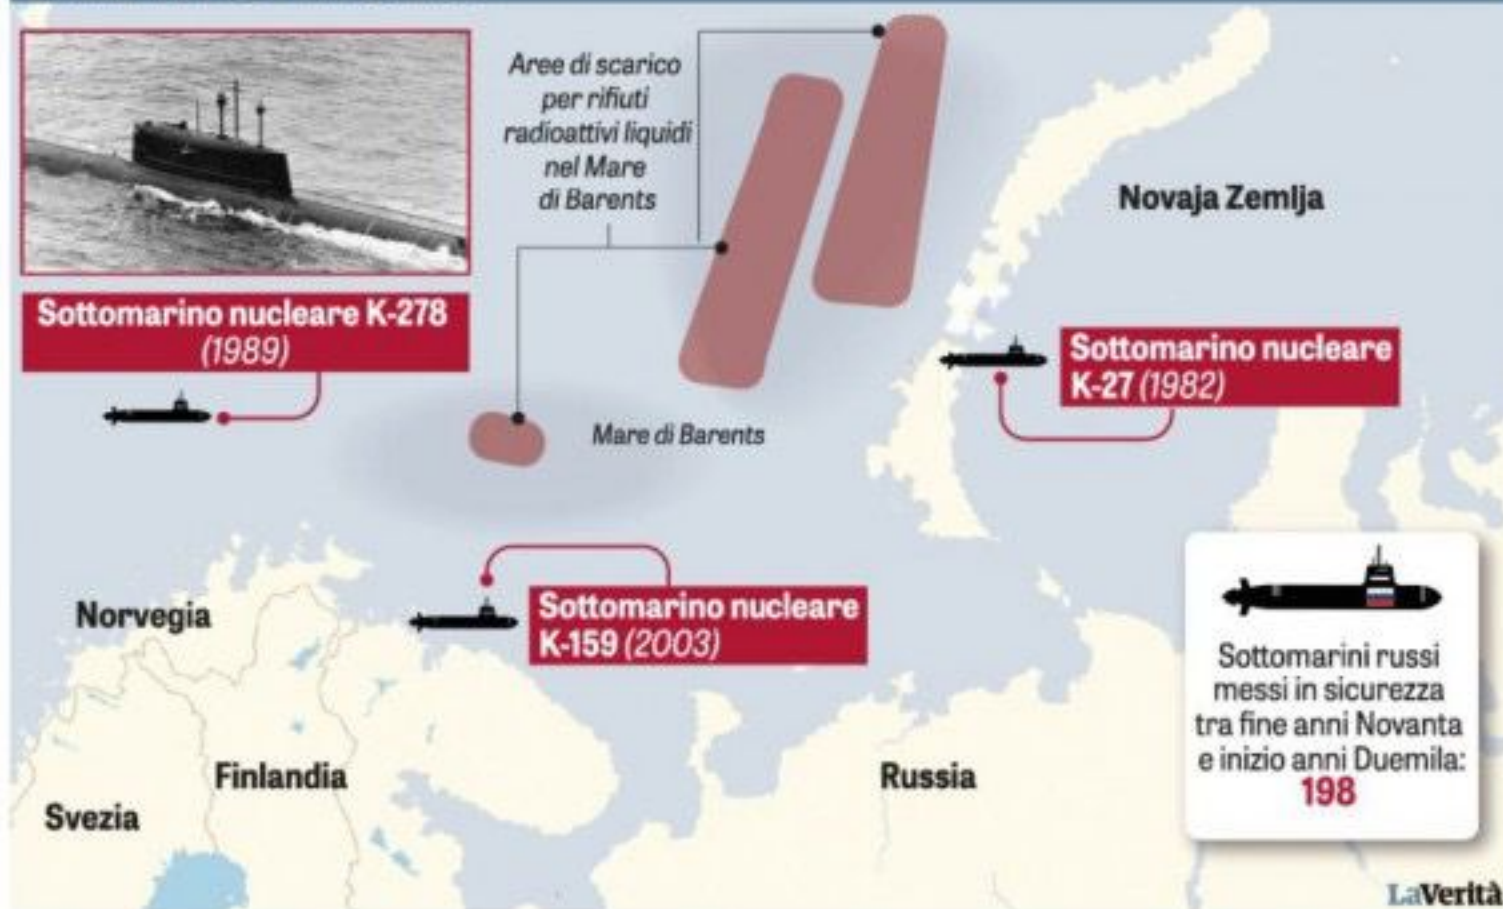 Aree di scarico
per rifiuti
radioattivi liquidi
nel Mare
di Barents
Novaja Zemlja
Sottomarino nucleare K-278
(1989)
Sottomarino nucleare
K-27 (1982)
Mare di Barents
Norvegia
Sottomarino nucleare
K-159 (2003)
Sottomarini russi
messi in sicurezza
tra fine anni Novanta
e inizio anni Duemila:
198
Finlandia
Russia
Svezia
LaVerità